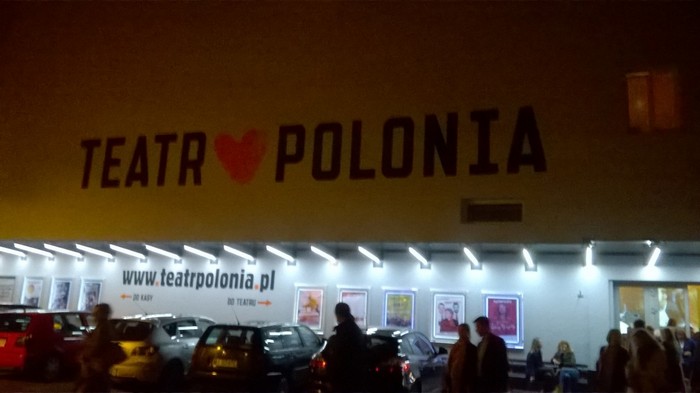 TEATR POLONIA
www.teatrpolonia.pl
DO KASY
DO TEATRU